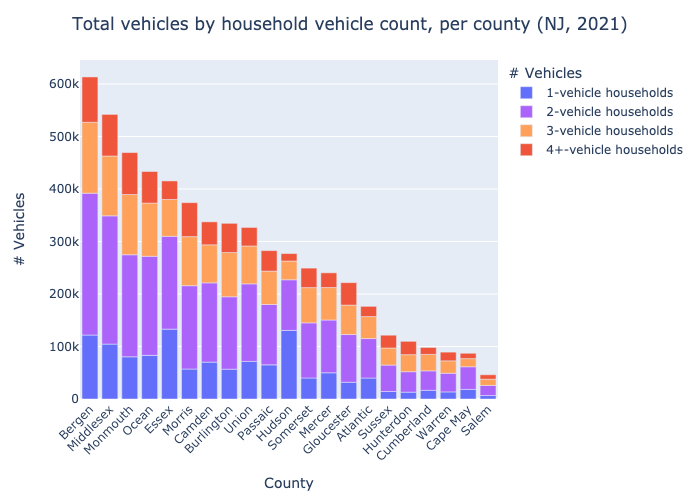 Total vehicles by household vehicle count, per county (NJ, 2021)
# Vehicles
1-vehicle households
2-vehicle households
3-vehicle households
4+-vehicle households
600k
500k
400k
300k
200k
100k
0
# Vehicles
Bergen
Middlesex
Monmouth
Ocean
Essex
Morris
Camden
Burlington
Union
Passaic
Hudson
Somerset
Mercer
Gloucester
Atlantic
Sussex
Hunterdon
Cumberland
Warren
Cape May
Salem
County